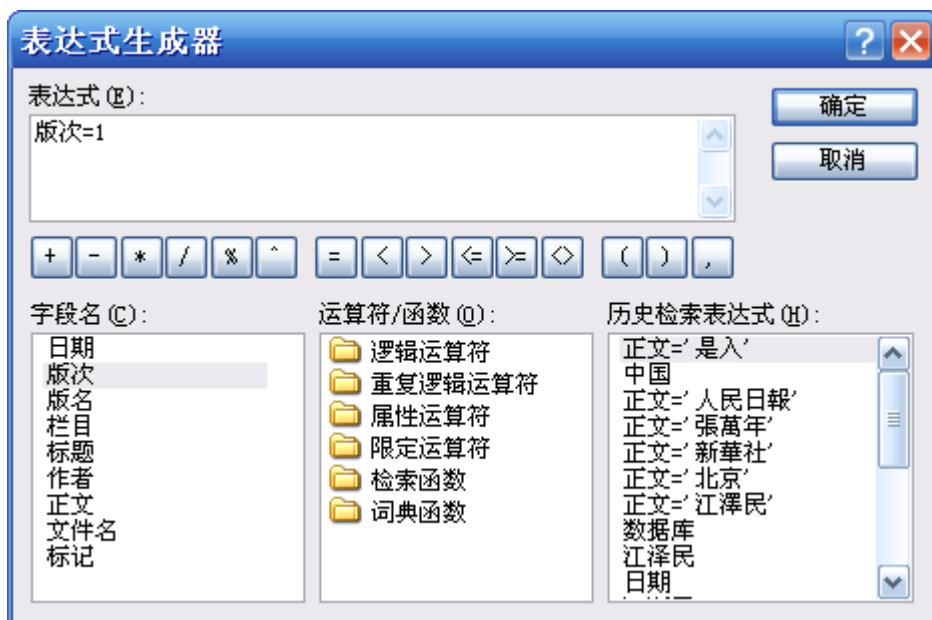 表达式生成器
表达式(E):
确定
版次=1
取消
+ - * / % ^ = < > <= >= <> ( ) ,
字段名(C):
日期
版次
版名
栏目
标题
作者
正文
文件名
标记
运算符/函数(O):
逻辑运算符
重复逻辑运算符
属性运算符
限定运算符
检索函数
词典函数
历史检索表达式(H):
正文='是入'
中国
正文='人民日報'
正文='張萬年'
正文='新華社'
正文='北京'
正文='江澤民'
数据库
江泽民
日期